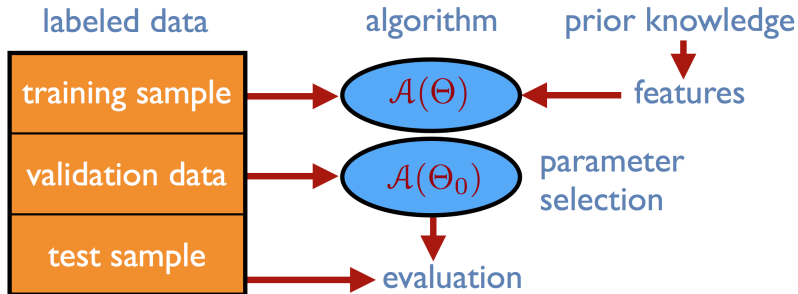 labeled data
algorithm
prior knowledge
training sample
𝒜(Θ)
features
validation data
𝒜(Θ₀)
parameter
selection
test sample
evaluation